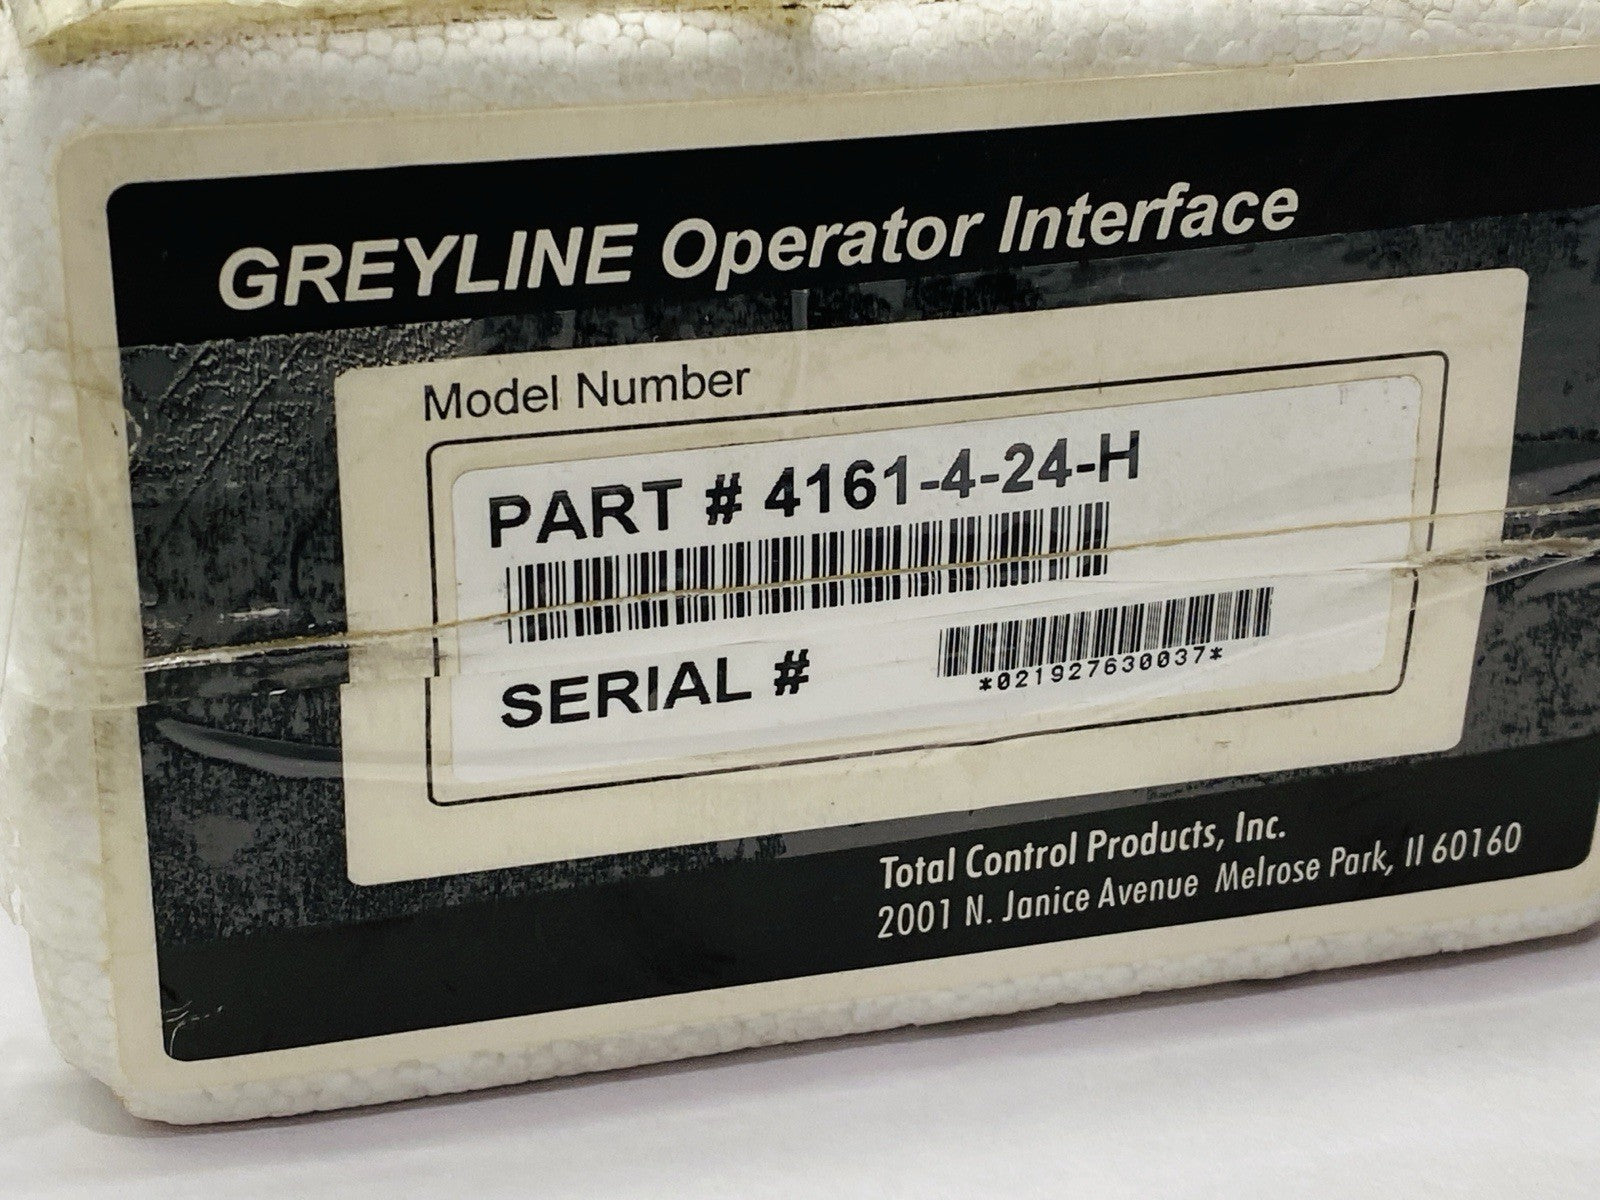 GREYLINE Operator Interface
Model Number
PART # 4161-4-24-H
SERIAL #
*021927630037*
Total Control Products, Inc.
2001 N. Janice Avenue Melrose Park, Il 60160